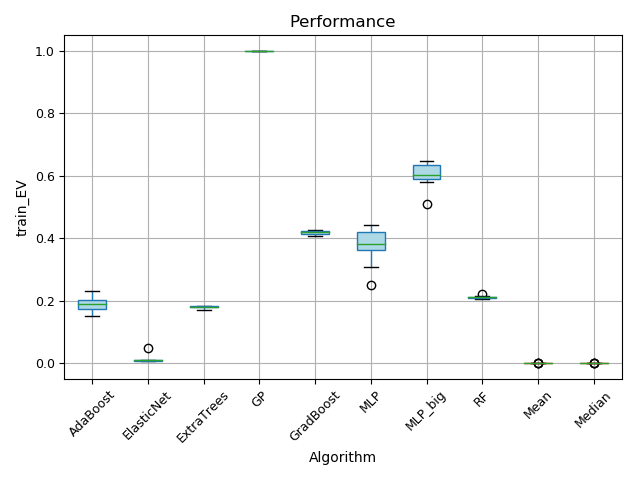 Performance
train_EV
1.0
0.8
0.6
0.4
0.2
0.0
AdaBoost
ElasticNet
ExtraTrees
GP
GradBoost
MLP
MLP_big
RF
Mean
Median
Algorithm